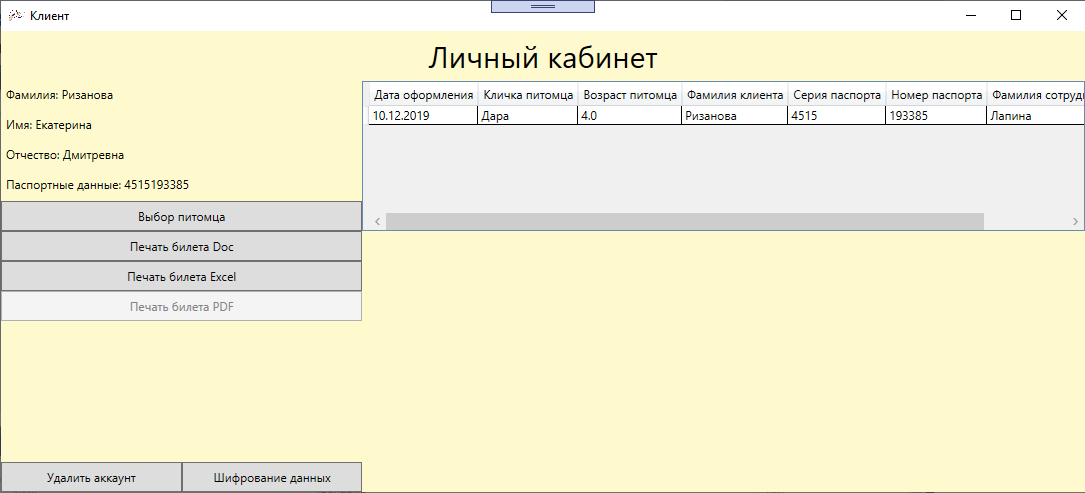 Клиент
Личный кабинет
Фамилия: Ризанова
Имя: Екатерина
Отчество: Дмитревна
Паспортные данные: 4515193385
Выбор питомца
Печать билета Doc
Печать билета Excel
Печать билета PDF
Дата оформления Кличка питомца Возраст питомца Фамилия клиента Серия паспорта Номер паспорта Фамилия сотруд
10.12.2019 Дара 4.0 Ризанова 4515 193385 Лапина
Удалить аккаунт Шифрование данных